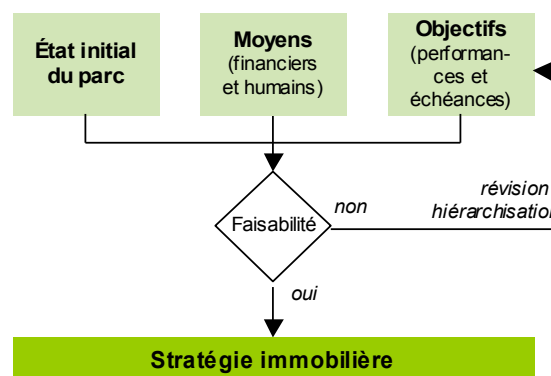 État initial
du parc
Moyens
(financiers
et humains)
Objectifs
(performan-
ces et
échéances)
Faisabilité
non
révision
hiérarchisation
oui
Stratégie immobilière